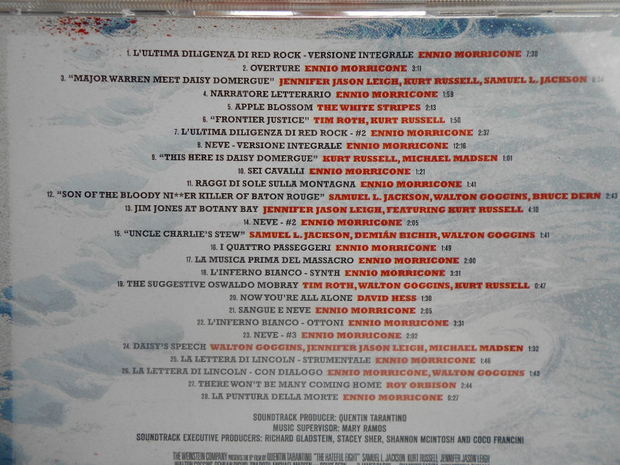 1. L'ULTIMA DILIGENZA DI RED ROCK - VERSIONE INTEGRALE ENNIO MORRICONE 7:30
2. OVERTURE ENNIO MORRICONE 3:11
3. "MAJOR WARREN MEET DAISY DOMERGUE" JENNIFER JASON LEIGH, KURT RUSSELL, SAMUEL L. JACKSON
4. NARRATORE LETTERARIO ENNIO MORRICONE 1:59
5. APPLE BLOSSOM THE WHITE STRIPES 2:13
6. "FRONTIER JUSTICE" TIM ROTH, KURT RUSSELL 1:50
7. L'ULTIMA DILIGENZA DI RED ROCK - #2 ENNIO MORRICONE 2:37
8. NEVE - VERSIONE INTEGRALE ENNIO MORRICONE 12:16
9. "THIS HERE IS DAISY DOMERGUE" KURT RUSSELL, MICHAEL MADSEN 1:01
10. SEI CAVALLI ENNIO MORRICONE 1:21
11. RAGGI DI SOLE SULLA MONTAGNA ENNIO MORRICONE 1:41
12. "SON OF THE BLOODY NI**ER KILLER OF BATON ROUGE" SAMUEL L. JACKSON, WALTON GOGGINS, BRUCE DERN 2:43
13. JIM JONES AT BOTANY BAY JENNIFER JASON LEIGH, FEATURING KURT RUSSELL 4:10
14. NEVE - #2 ENNIO MORRICONE 2:05
15. "UNCLE CHARLIE'S STEW" SAMUEL L. JACKSON, DEMIÁN BICHIR, WALTON GOGGINS 1:41
16. I QUATTRO PASSEGGERI ENNIO MORRICONE 1:49
17. LA MUSICA PRIMA DEL MASSACRO ENNIO MORRICONE 2:00
18. L'INFERNO BIANCO - SYNTH ENNIO MORRICONE 3:31
19. THE SUGGESTIVE OSWALDO MOBRAY TIM ROTH, WALTON GOGGINS, KURT RUSSELL 0:47
20. NOW YOU'RE ALL ALONE DAVID HESS 1:30
21. SANGUE E NEVE ENNIO MORRICONE 2:05
22. L'INFERNO BIANCO - OTTONI ENNIO MORRICONE 3:31
23. NEVE - #3 ENNIO MORRICONE 2:02
24. DAISY'S SPEECH WALTON GOGGINS, JENNIFER JASON LEIGH, MICHAEL MADSEN 1:32
25. LA LETTERA DI LINCOLN - STRUMENTALE ENNIO MORRICONE 1:46
26. LA LETTERA DI LINCOLN - CON DIALOGO ENNIO MORRICONE, WALTON GOGGINS
27. THERE WON'T BE MANY COMING HOME ROY ORBISON 2:44
28. LA PUNTURA DELLA MORTE ENNIO MORRICONE 0:27
SOUNDTRACK PRODUCER: QUENTIN TARANTINO
MUSIC SUPERVISOR: MARY RAMOS
SOUNDTRACK EXECUTIVE PRODUCERS: RICHARD GLADSTEIN, STACEY SHER, SHANNON MCINTOSH AND COCO FRANCINI
THE WEINSTEIN COMPANY PRESENTS THE 8TH FILM BY QUENTIN TARANTINO "THE HATEFUL EIGHT" SAMUEL L. JACKSON KURT RUSSELL JENNIFER JASON LEIGH